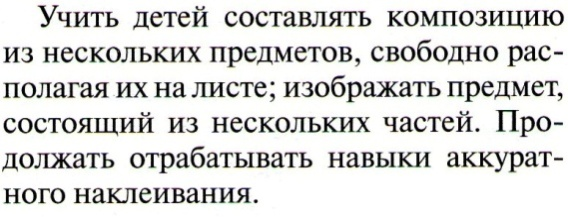 Учить детей составлять композицию
из нескольких предметов, свободно рас-
полагая их на листе; изображать предмет,
состоящий из нескольких частей. Про-
должать отрабатывать навыки аккурат-
ного наклеивания.